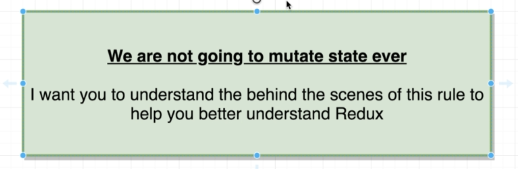 We are not going to mutate state ever
I want you to understand the behind the scenes of this rule to
help you better understand Redux